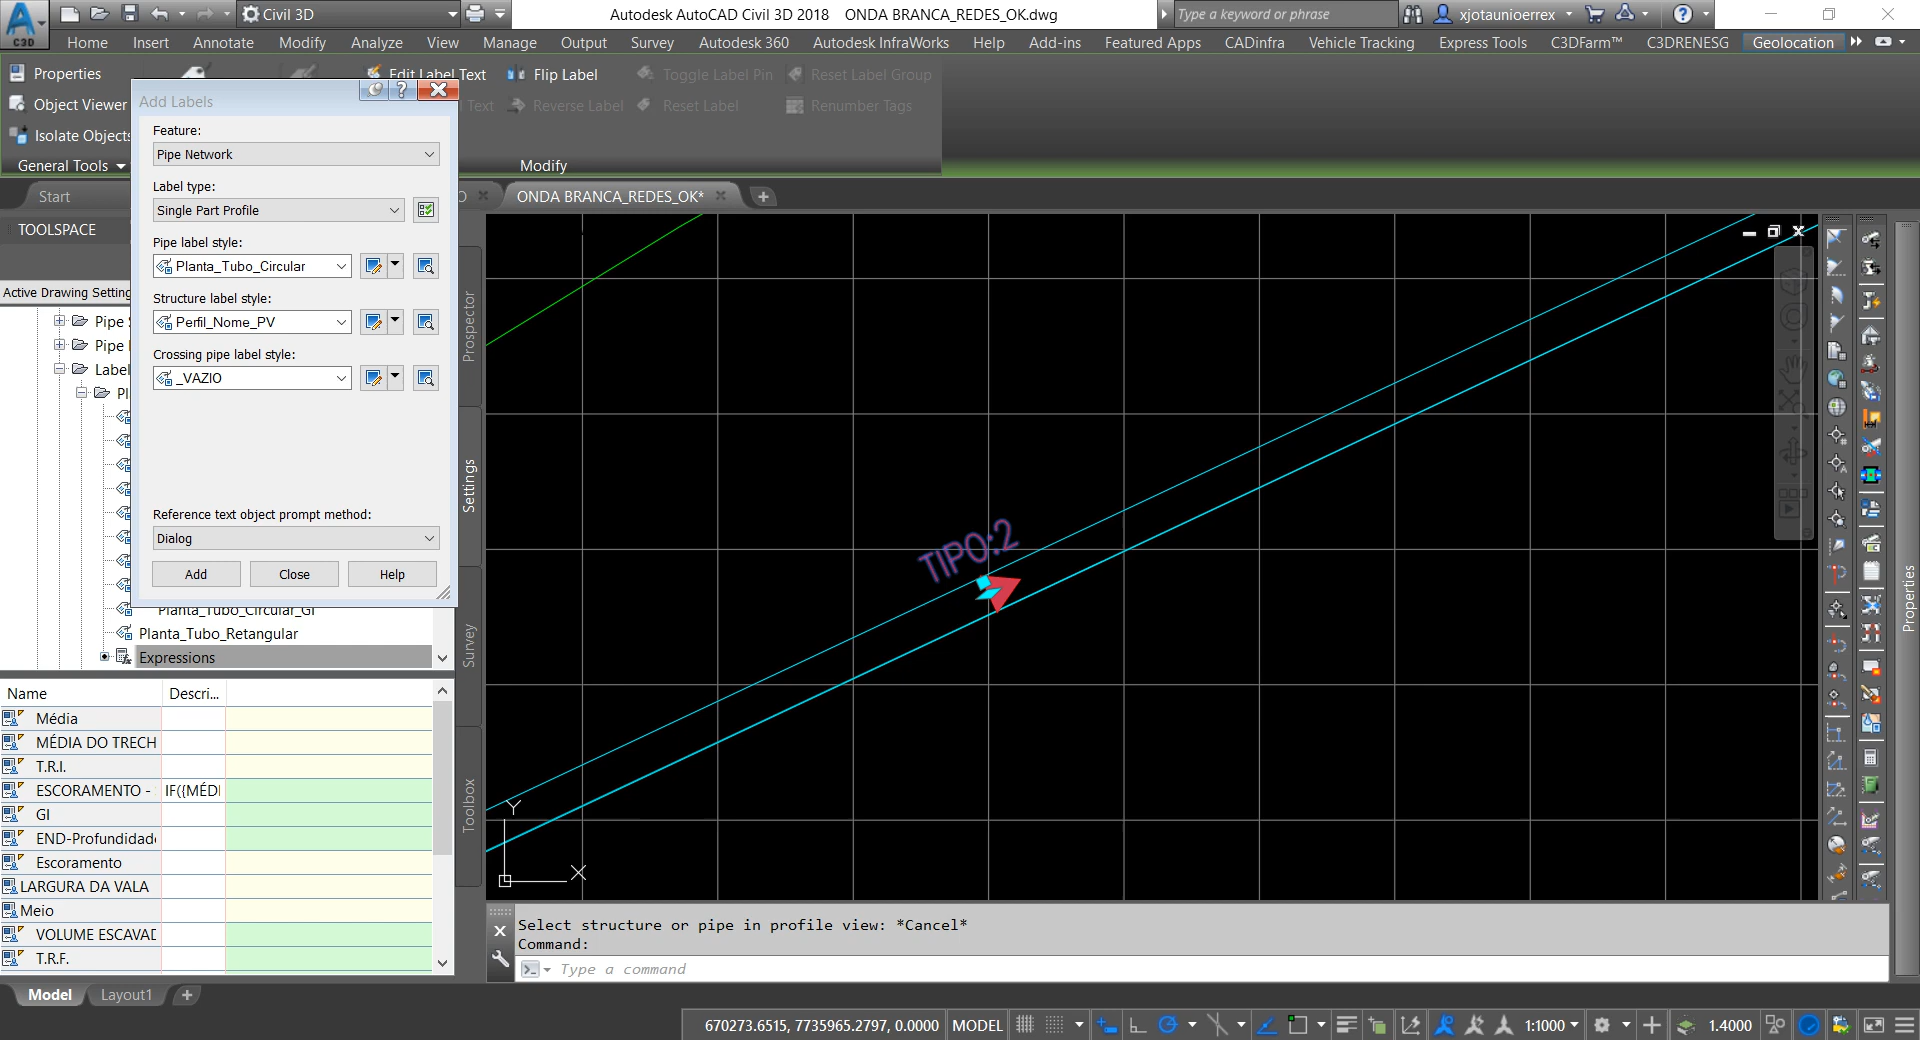 Civil 3D
Autodesk AutoCAD Civil 3D 2018 ONDA BRANCA_REDES_OK.dwg
Type a keyword or phrase
xjotaunioerrex
C3D
Home Insert Annotate Modify Analyze View Manage Output Survey Autodesk 360 Autodesk InfraWorks Help Add-ins Featured Apps CADinfra Vehicle Tracking Express Tools C3DFarm™ C3DRENESG Geolocation
Properties
Object Viewer
Isolate Objects
General Tools
Edit Label Text Flip Label Toggle Label Pin Reset Label Group
Text Reverse Label Reset Label Renumber Tags
Modify
Start
ONDA BRANCA_REDES_OK*
TOOLSPACE
Active Drawing Setting
Pipe
Pipe
Label
Pl
Planta_Tubo_Circular_GI
Planta_Tubo_Retangular
Expressions
Add Labels
Feature:
Pipe Network
Label type:
Single Part Profile
Pipe label style:
Planta_Tubo_Circular
Structure label style:
Perfil_Nome_PV
Crossing pipe label style:
_VAZIO
Reference text object prompt method:
Dialog
Add Close Help
Prospector
Settings
Survey
Toolbox
Name Descri...
Média
MÉDIA DO TRECH
T.R.I.
ESCORAMENTO - IF({MÉDI
GI
END-Profundidad
Escoramento
LARGURA DA VALA
Meio
VOLUME ESCAVAD
T.R.F.
TIPO:2
Y
X
Properties
Select structure or pipe in profile view: *Cancel*
Command:
Type a command
Model Layout1
670273.6515, 7735965.2797, 0.0000 MODEL 1:1000 1.4000